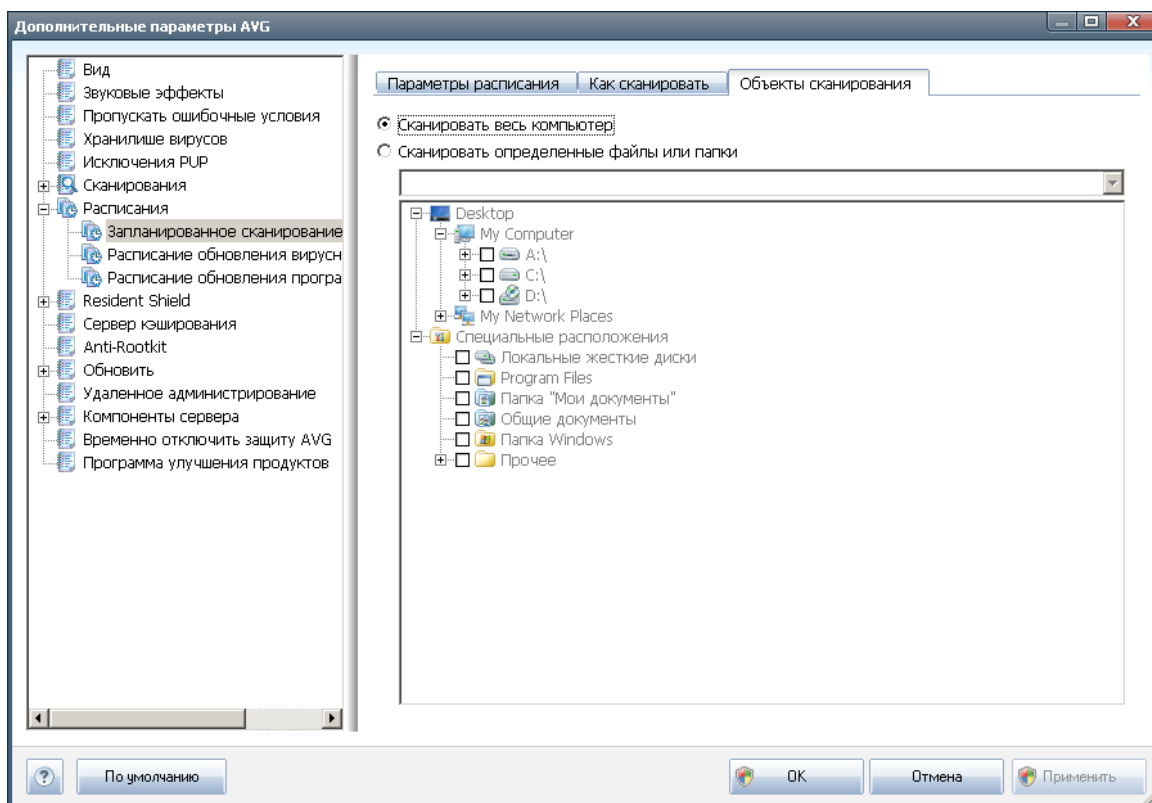 Дополнительные параметры AVG
Вид
Звуковые эффекты
Пропускать ошибочные условия
Хранилише вирусов
Исключения PUP
Сканирования
Расписания
Запланированное сканирование
Расписание обновления вирусн
Расписание обновления програ
Resident Shield
Сервер кэширования
Anti-Rootkit
Обновить
Удаленное администрирование
Компоненты сервера
Временно отключить защиту AVG
Программа улучшения продуктов
Параметры расписания
Как сканировать
Объекты сканирования
Сканировать весь компьютер
Сканировать определенные файлы или папки
Desktop
My Computer
A:\
C:\
D:\
My Network Places
Специальные расположения
Локальные жесткие диски
Program Files
Папка "Мои документы"
Общие документы
Папка Windows
Прочее
?
По умолчанию
OK
Отмена
Применить